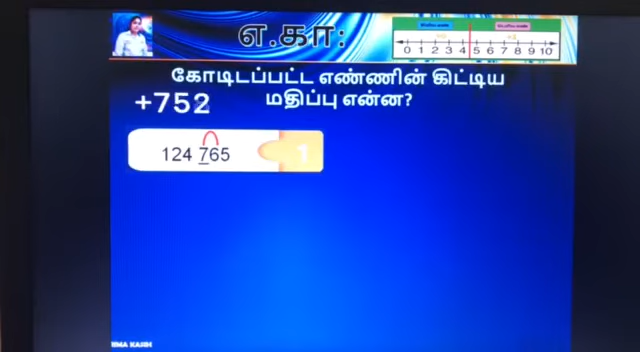 எ.கா:
0 1 2 3 4 5 6 7 8 9 10
கோடிடப்பட்ட எண்ணின் கிட்டிய
மதிப்பு என்ன?
+752
124 765
1